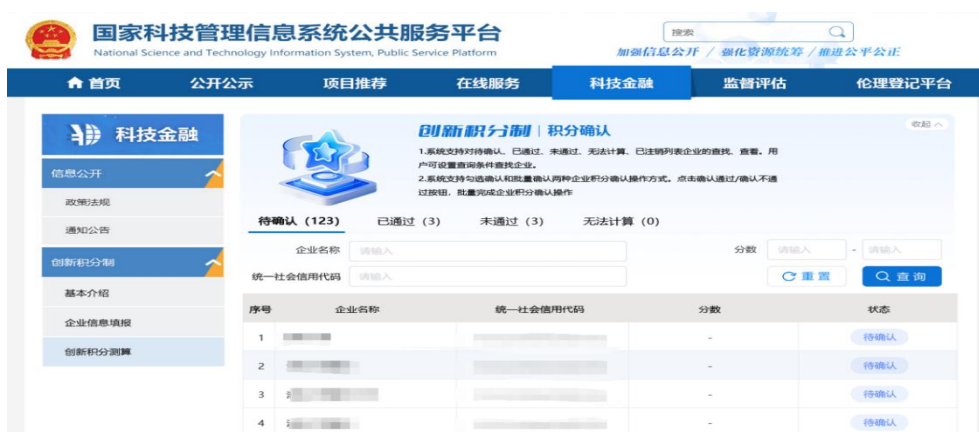 国家科技管理信息系统公共服务平台
National Science and Technology Information System, Public Service Platform
搜索
加强信息公开 / 强化资源统筹 / 推进公平公正
首页 公开公示 项目推荐 在线服务 科技金融 监督评估 伦理登记平台
科技金融
信息公开
政策法规
通知公告
创新积分制
基本介绍
企业信息填报
创新积分测算
创新积分制 | 积分确认
收起
1.系统支持对待确认、已通过、未通过、无法计算、已注销列表企业的查找、查看。用
户可设置查询条件查找企业。
2.系统支持勾选确认和批量确认两种企业积分确认操作方式。点击确认通过/确认不通
过按钮，批量完成企业积分确认操作
待确认 (123) 已通过 (3) 未通过 (3) 无法计算 (0)
企业名称 请输入 分数 请输入 - 请输入
统一社会信用代码 请输入 重置 查询
序号 企业名称 统一社会信用代码 分数 状态
1 - 待确认
2 - 待确认
3 - 待确认
4 - 待确认